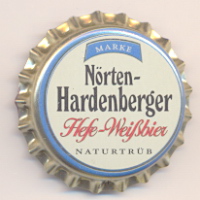 MARKE
Nörten-
Hardenberger
Hefe-Weißbier
NATURTRÜB